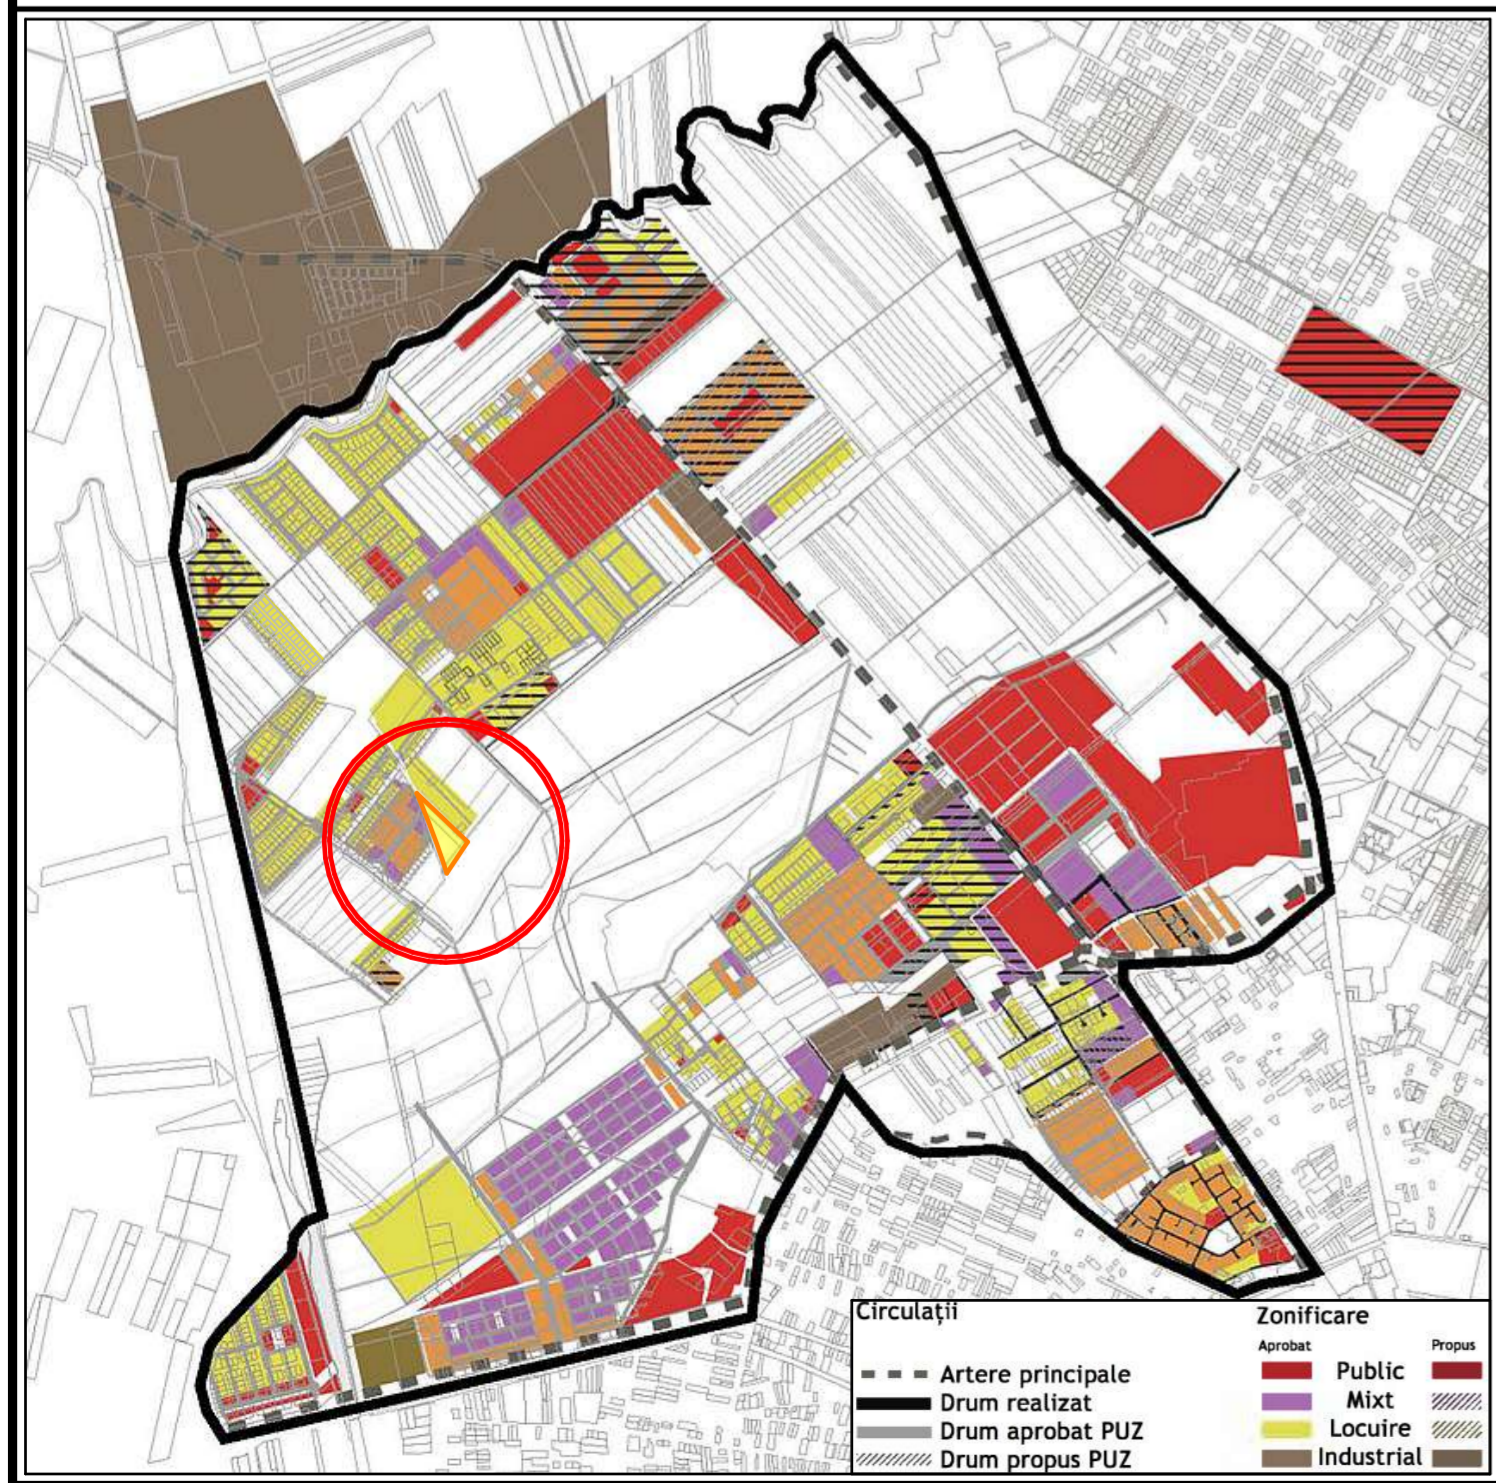 Circulații
Artere principale
Drum realizat
Drum aprobat PUZ
Drum propus PUZ
Zonificare
Aprobat Propus
Public
Mixt
Locuire
Industrial